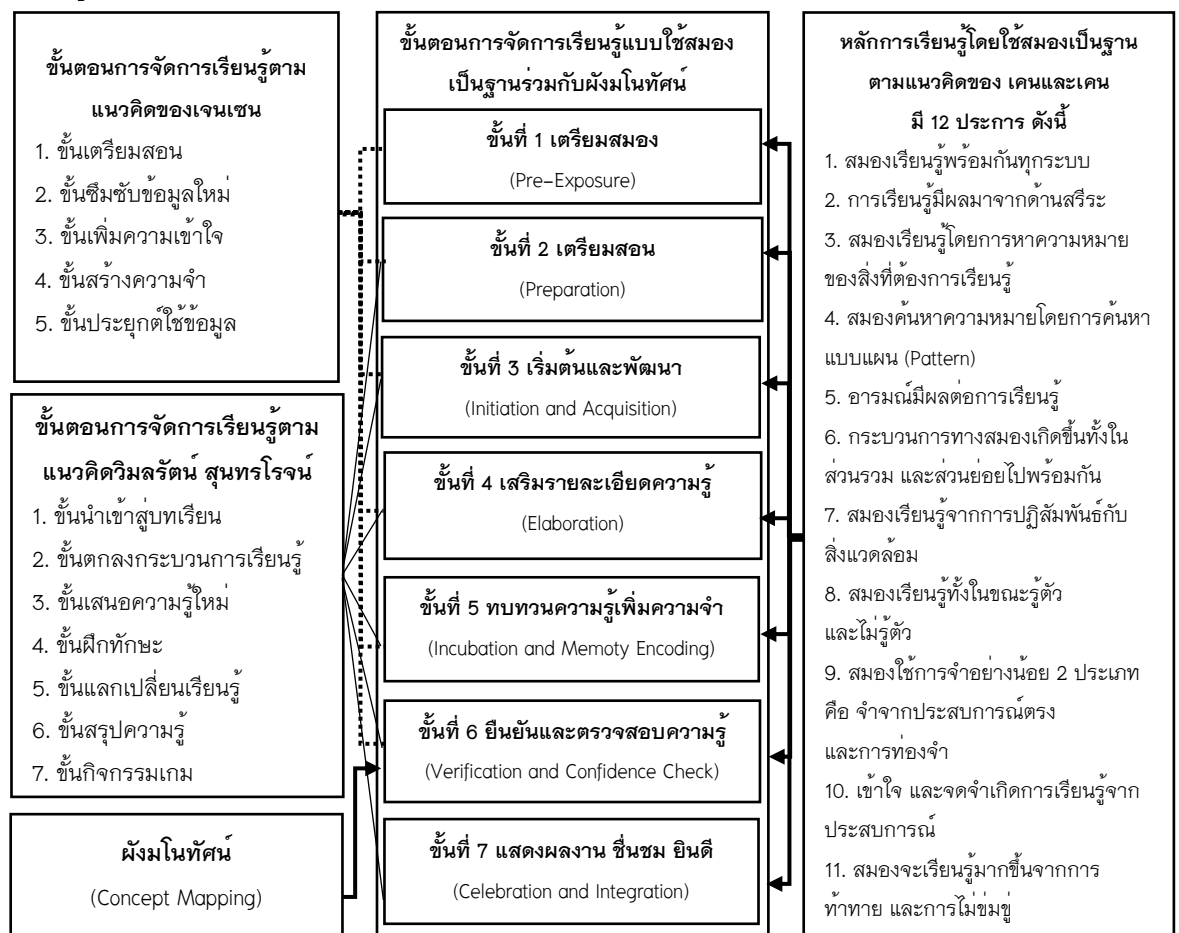 ขั้นตอนการจัดการเรียนรู้ตาม
แนวคิดของเจนเซน
1. ขั้นเตรียมสอน
2. ขั้นซึมซับข้อมูลใหม่
3. ขั้นเพิ่มความเข้าใจ
4. ขั้นสร้างความจำ
5. ขั้นประยุกต์ใช้ข้อมูล
ขั้นตอนการจัดการเรียนรู้ตาม
แนวคิดวิมลรัตน์ สุนทรโรจน์
1. ขั้นนำเข้าสู่บทเรียน
2. ขั้นตกลงกระบวนการเรียนรู้
3. ขั้นเสนอความรู้ใหม่
4. ขั้นฝึกทักษะ
5. ขั้นแลกเปลี่ยนเรียนรู้
6. ขั้นสรุปความรู้
7. ขั้นกิจกรรมเกม
ผังมโนทัศน์
(Concept Mapping)
ขั้นตอนการจัดการเรียนรู้แบบใช้สมอง
เป็นฐานร่วมกับผังมโนทัศน์
ขั้นที่ 1 เตรียมสมอง
(Pre-Exposure)
ขั้นที่ 2 เตรียมสอน
(Preparation)
ขั้นที่ 3 เริ่มต้นและพัฒนา
(Initiation and Acquisition)
ขั้นที่ 4 เสริมรายละเอียดความรู้
(Elaboration)
ขั้นที่ 5 ทบทวนความรู้เพิ่มความจำ
(Incubation and Memoty Encoding)
ขั้นที่ 6 ยืนยันและตรวจสอบความรู้
(Verification and Confidence Check)
ขั้นที่ 7 แสดงผลงาน ชื่นชม ยินดี
(Celebration and Integration)
หลักการเรียนรู้โดยใช้สมองเป็นฐาน
ตามแนวคิดของ เคนและเคน
มี 12 ประการ ดังนี้
1. สมองเรียนรู้พร้อมกันทุกระบบ
2. การเรียนรู้มีผลมาจากด้านสรีระ
3. สมองเรียนรู้โดยการหาความหมาย
ของสิ่งที่ต้องการเรียนรู้
4. สมองค้นหาความหมายโดยการค้นหา
แบบแผน (Pattern)
5. อารมณ์มีผลต่อการเรียนรู้
6. กระบวนการทางสมองเกิดขึ้นทั้งใน
ส่วนรวม และส่วนย่อยไปพร้อมกัน
7. สมองเรียนรู้จากการปฏิสัมพันธ์กับ
สิ่งแวดล้อม
8. สมองเรียนรู้ทั้งในขณะรู้ตัว
และไม่รู้ตัว
9. สมองใช้การจำอย่างน้อย 2 ประเภท
คือ จำจากประสบการณ์ตรง
และการท่องจำ
10. เข้าใจ และจดจำเกิดการเรียนรู้จาก
ประสบการณ์
11. สมองจะเรียนรู้มากขึ้นจากการ
ท้าทาย และการไม่ข่มขู่